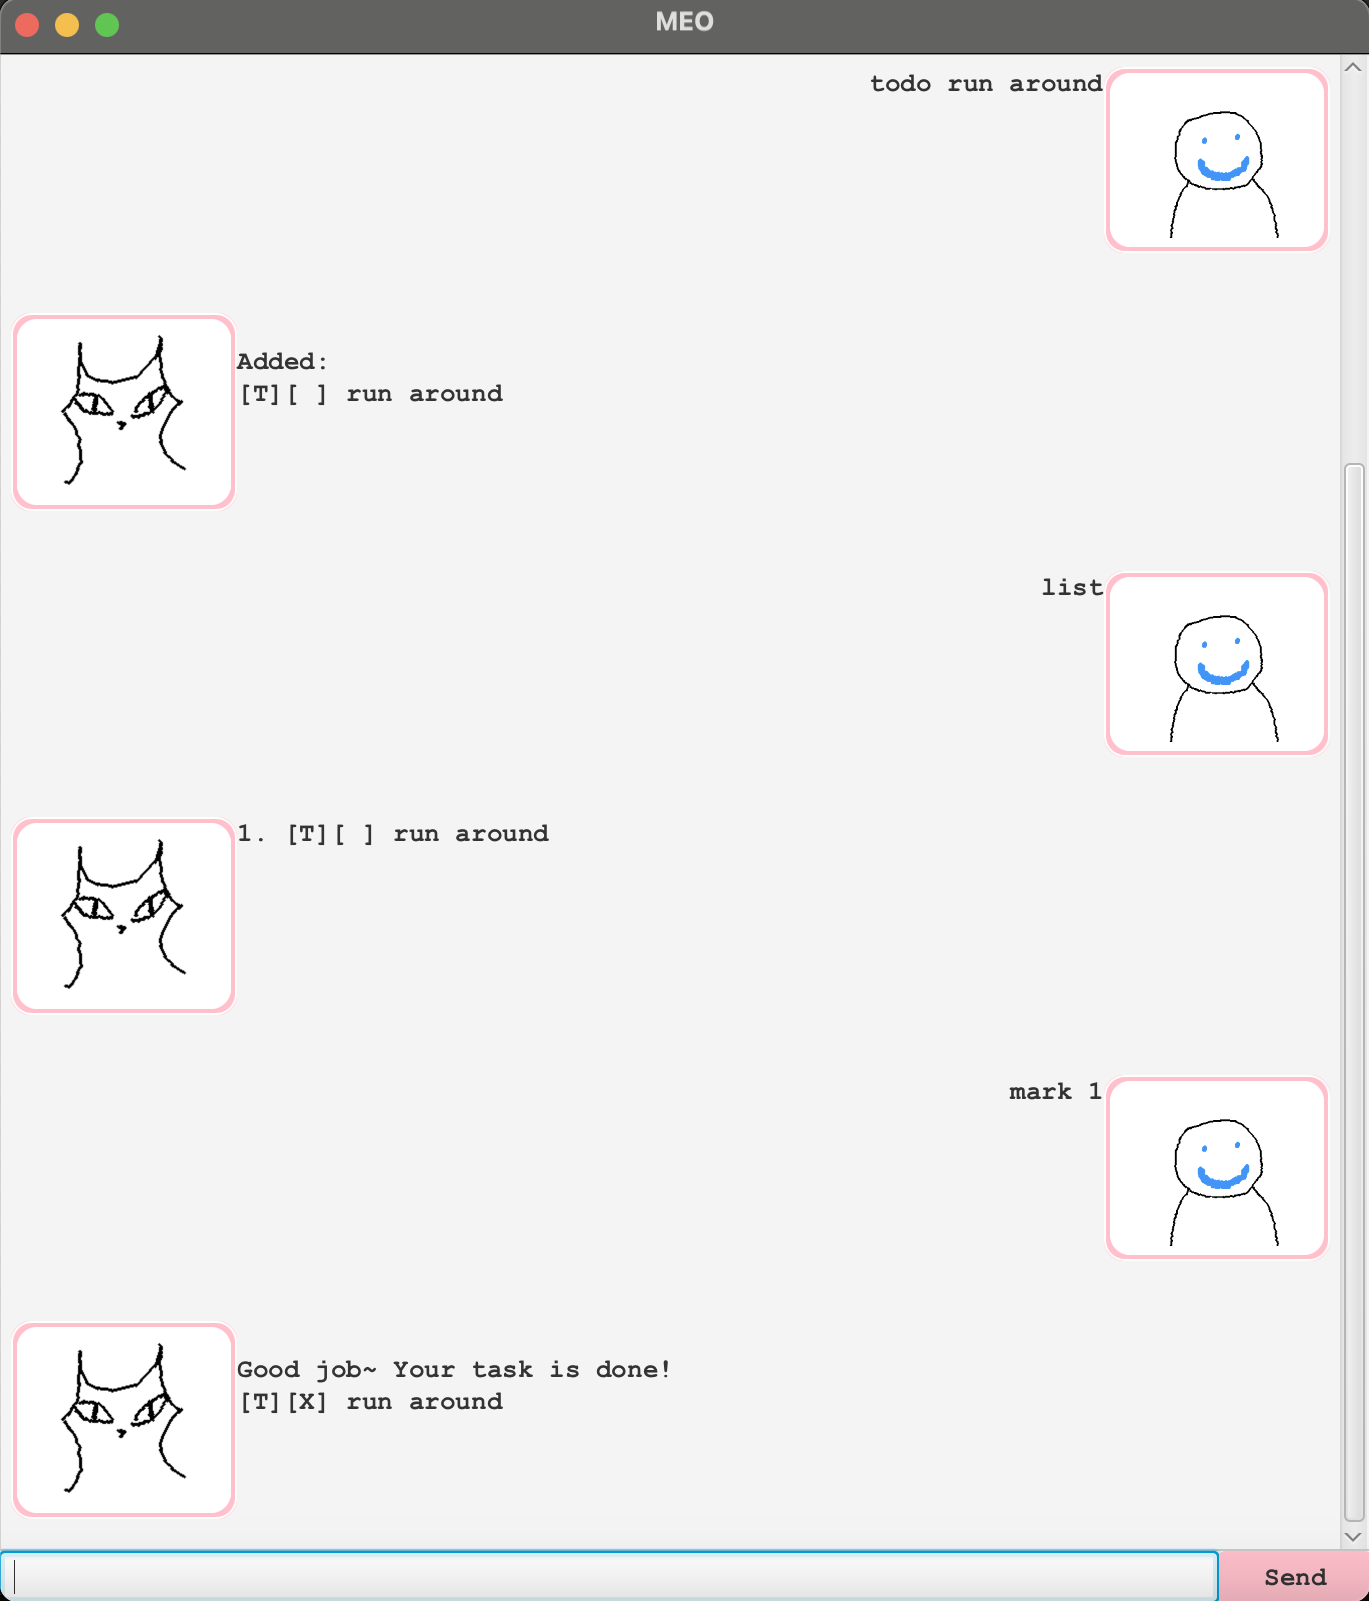 MEO
todo run around
Added:
[T][ ] run around
list
1. [T][ ] run around
mark 1
Good job~ Your task is done!
[T][X] run around
Send